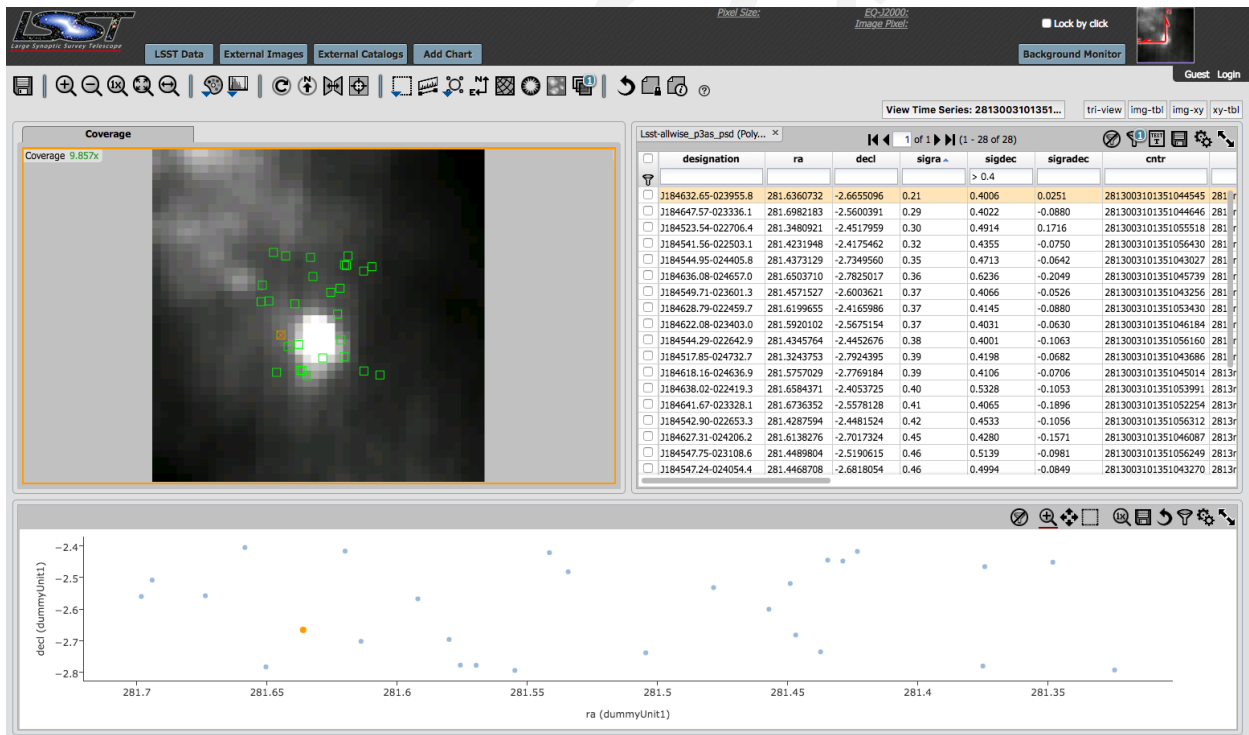 Pixel Size:
EQ-J2000:
Image Pixel:
Lock by click
LSST
Large Synoptic Survey Telescope
LSST Data
External Images
External Catalogs
Add Chart
Background Monitor
Guest Login
View Time Series: 2813003101351...
tri-view img-tbl img-xy xy-tbl
Coverage
Coverage 9.857x
Lsst-allwise_p3as_psd (Poly... ×
1 of 1 (1 - 28 of 28)
designation ra decl sigra sigdec sigradec cntr
> 0.4
J184632.65-023955.8 281.6360732 -2.6655096 0.21 0.4006 0.0251 2813003101351044545 281
J184647.57-023336.1 281.6982183 -2.5600391 0.29 0.4022 -0.0880 2813003101351044646 281
J184523.54-022706.4 281.3480921 -2.4517959 0.30 0.4914 0.1716 2813003101351055518 281
J184541.56-022503.1 281.4231948 -2.4175462 0.32 0.4355 -0.0750 2813003101351056430 281
J184544.95-024405.8 281.4373129 -2.7349560 0.35 0.4713 -0.0642 2813003101351043027 281
J184636.08-024657.0 281.6503710 -2.7825017 0.36 0.6236 -0.2049 2813003101351045739 281
J184549.71-023601.3 281.4571527 -2.6003621 0.37 0.4066 -0.0526 2813003101351043256 281
J184628.79-022459.7 281.6199655 -2.4165986 0.37 0.4145 -0.0880 2813003101351053430 281
J184622.08-023403.0 281.5920102 -2.5675154 0.37 0.4031 -0.0630 2813003101351046184 281
J184544.29-022642.9 281.4345764 -2.4452676 0.38 0.4001 -0.1063 2813003101351056160 281
J184517.85-024732.7 281.3243753 -2.7924395 0.39 0.4198 -0.0682 2813003101351043686 281
J184618.16-024636.9 281.5757029 -2.7769184 0.39 0.4106 -0.0706 2813003101351045014 2813r
J184638.02-022419.3 281.6584371 -2.4053725 0.40 0.5328 -0.1053 2813003101351053991 2813r
J184641.67-023328.1 281.6736352 -2.5578128 0.41 0.4065 -0.1896 2813003101351052254 2813r
J184542.90-022653.3 281.4287594 -2.4481524 0.42 0.4533 -0.1056 2813003101351056312 2813r
J184627.31-024206.2 281.6138276 -2.7017324 0.45 0.4280 -0.1571 2813003101351046087 2813r
J184547.75-023108.6 281.4489804 -2.5190615 0.46 0.5139 -0.0981 2813003101351056249 2813r
J184547.24-024054.4 281.4468708 -2.6818054 0.46 0.4994 -0.0849 2813003101351043270 2813r
decl (dummyUnit1)
−2.4
−2.5
−2.6
−2.7
−2.8
281.7 281.65 281.6 281.55 281.5 281.45 281.4 281.35
ra (dummyUnit1)